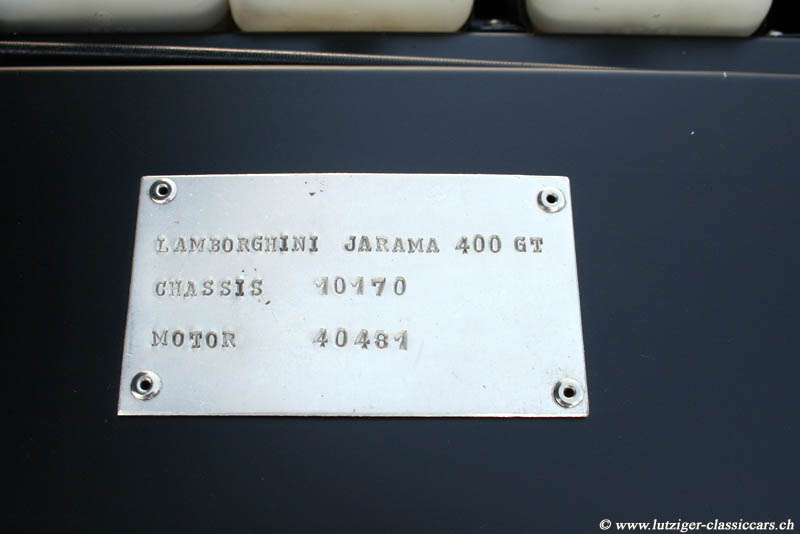 LAMBORGHINI JARAMA 400 GT
CHASSIS 10170
MOTOR 40481
© www.lutziger-classiccars.ch